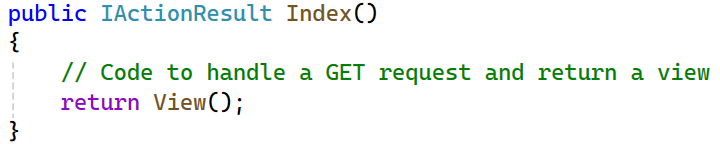 public IActionResult Index()
{
    // Code to handle a GET request and return a view
    return View();
}